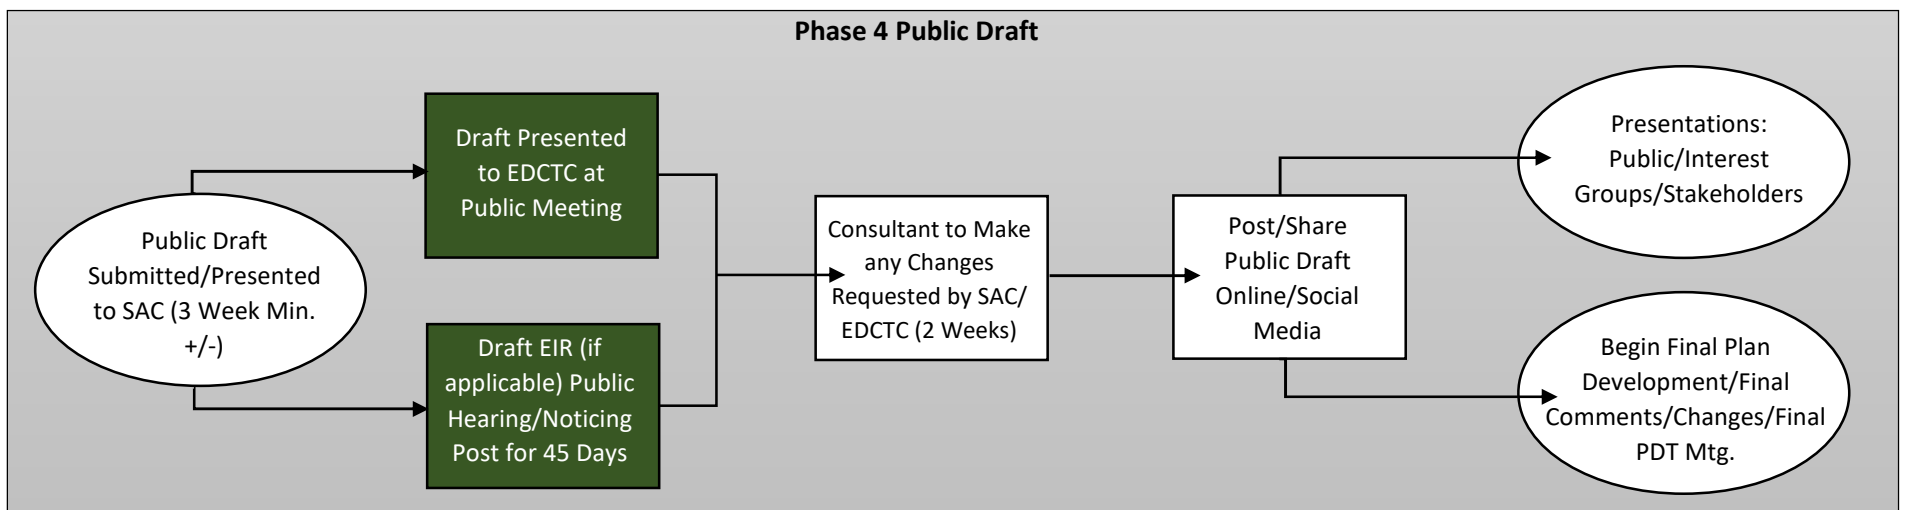 Phase 4 Public Draft
Public Draft
Submitted/Presented
to SAC (3 Week Min.
+/-)
Draft Presented
to EDCTC at
Public Meeting
Draft EIR (if
applicable) Public
Hearing/Noticing
Post for 45 Days
Consultant to Make
any Changes
Requested by SAC/
EDCTC (2 Weeks)
Post/Share
Public Draft
Online/Social
Media
Presentations:
Public/Interest
Groups/Stakeholders
Begin Final Plan
Development/Final
Comments/Changes/Final
PDT Mtg.